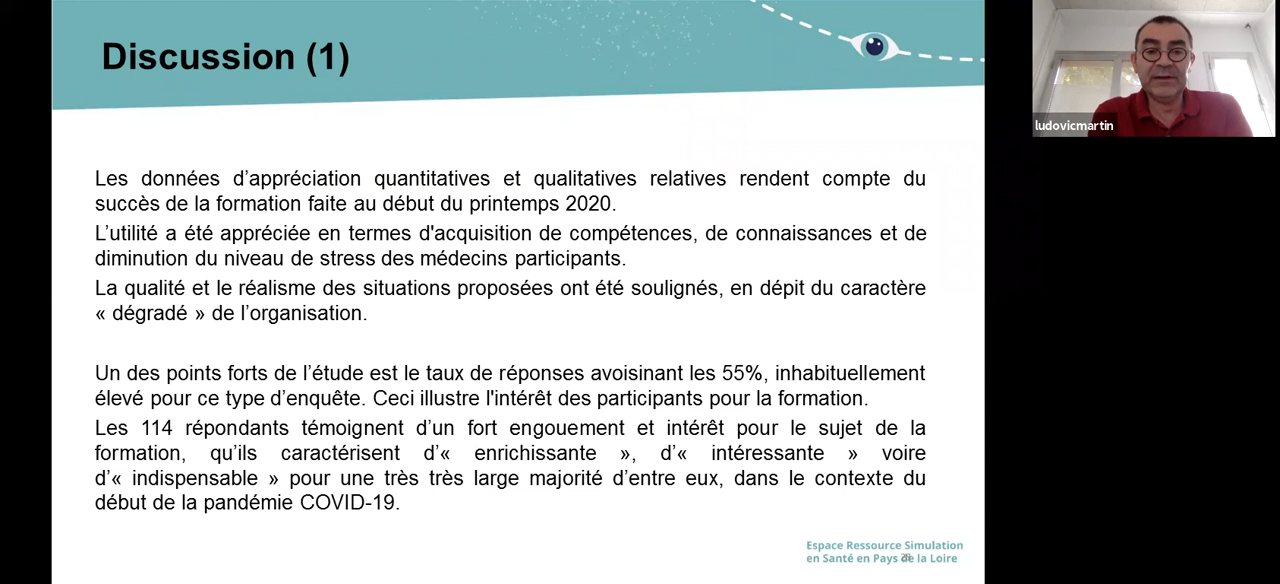 Discussion (1)
ludovicmartin
Les données d’appréciation quantitatives et qualitatives relatives rendent compte du
succès de la formation faite au début du printemps 2020.
L’utilité a été appréciée en termes d'acquisition de compétences, de connaissances et de
diminution du niveau de stress des médecins participants.
La qualité et le réalisme des situations proposées ont été soulignés, en dépit du caractère
« dégradé » de l’organisation.
Un des points forts de l’étude est le taux de réponses avoisinant les 55%, inhabituellement
élevé pour ce type d’enquête. Ceci illustre l'intérêt des participants pour la formation.
Les 114 répondants témoignent d’un fort engouement et intérêt pour le sujet de la
formation, qu’ils caractérisent d’« enrichissante », d’« intéressante » voire
d’« indispensable » pour une très très large majorité d’entre eux, dans le contexte du
début de la pandémie COVID-19.
Espace Ressource Simulation
en Santé en Pays de la Loire